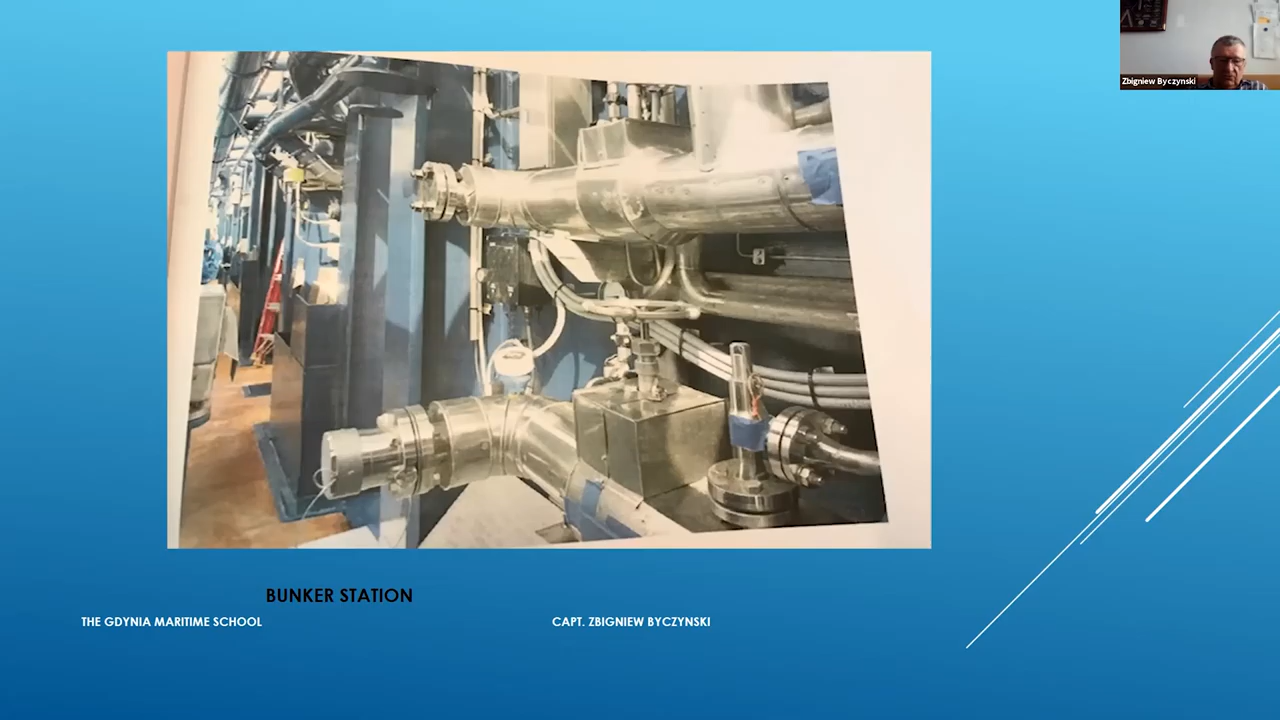 Zbigniew Byczynski
BUNKER STATION
THE GDYNIA MARITIME SCHOOL
CAPT. ZBIGNIEW BYCZYNSKI